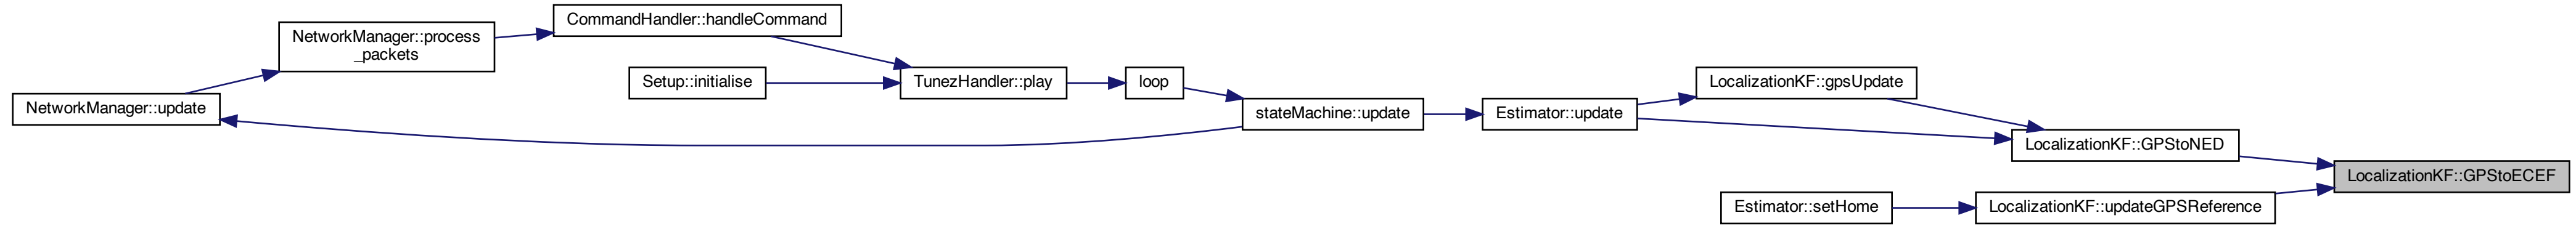 CommandHandler::handleCommand
NetworkManager::process
_packets
Setup::initialise
TunezHandler::play
loop
LocalizationKF::gpsUpdate
NetworkManager::update
stateMachine::update
Estimator::update
LocalizationKF::GPStoNED
LocalizationKF::GPStoECEF
Estimator::setHome
LocalizationKF::updateGPSReference